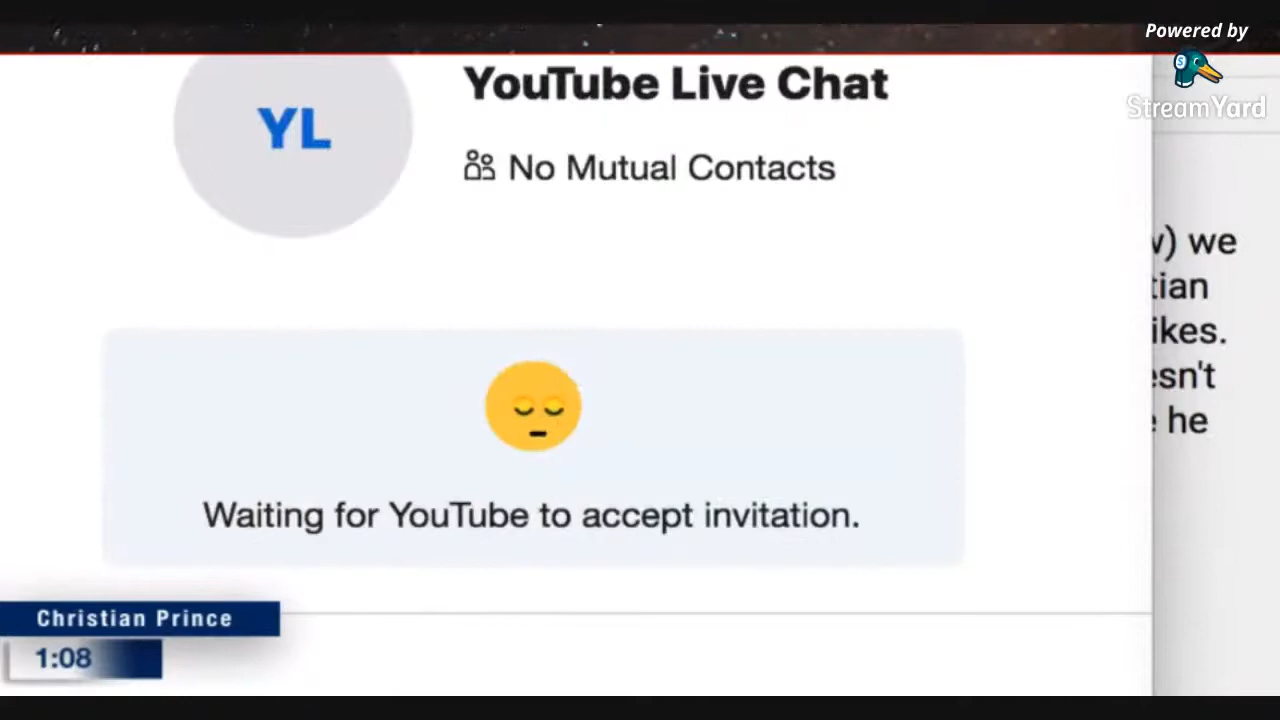 Powered by
StreamYard
YouTube Live Chat
YL
No Mutual Contacts
we
tian
ikes.
esn't
he
Waiting for YouTube to accept invitation.
Christian Prince
1:08